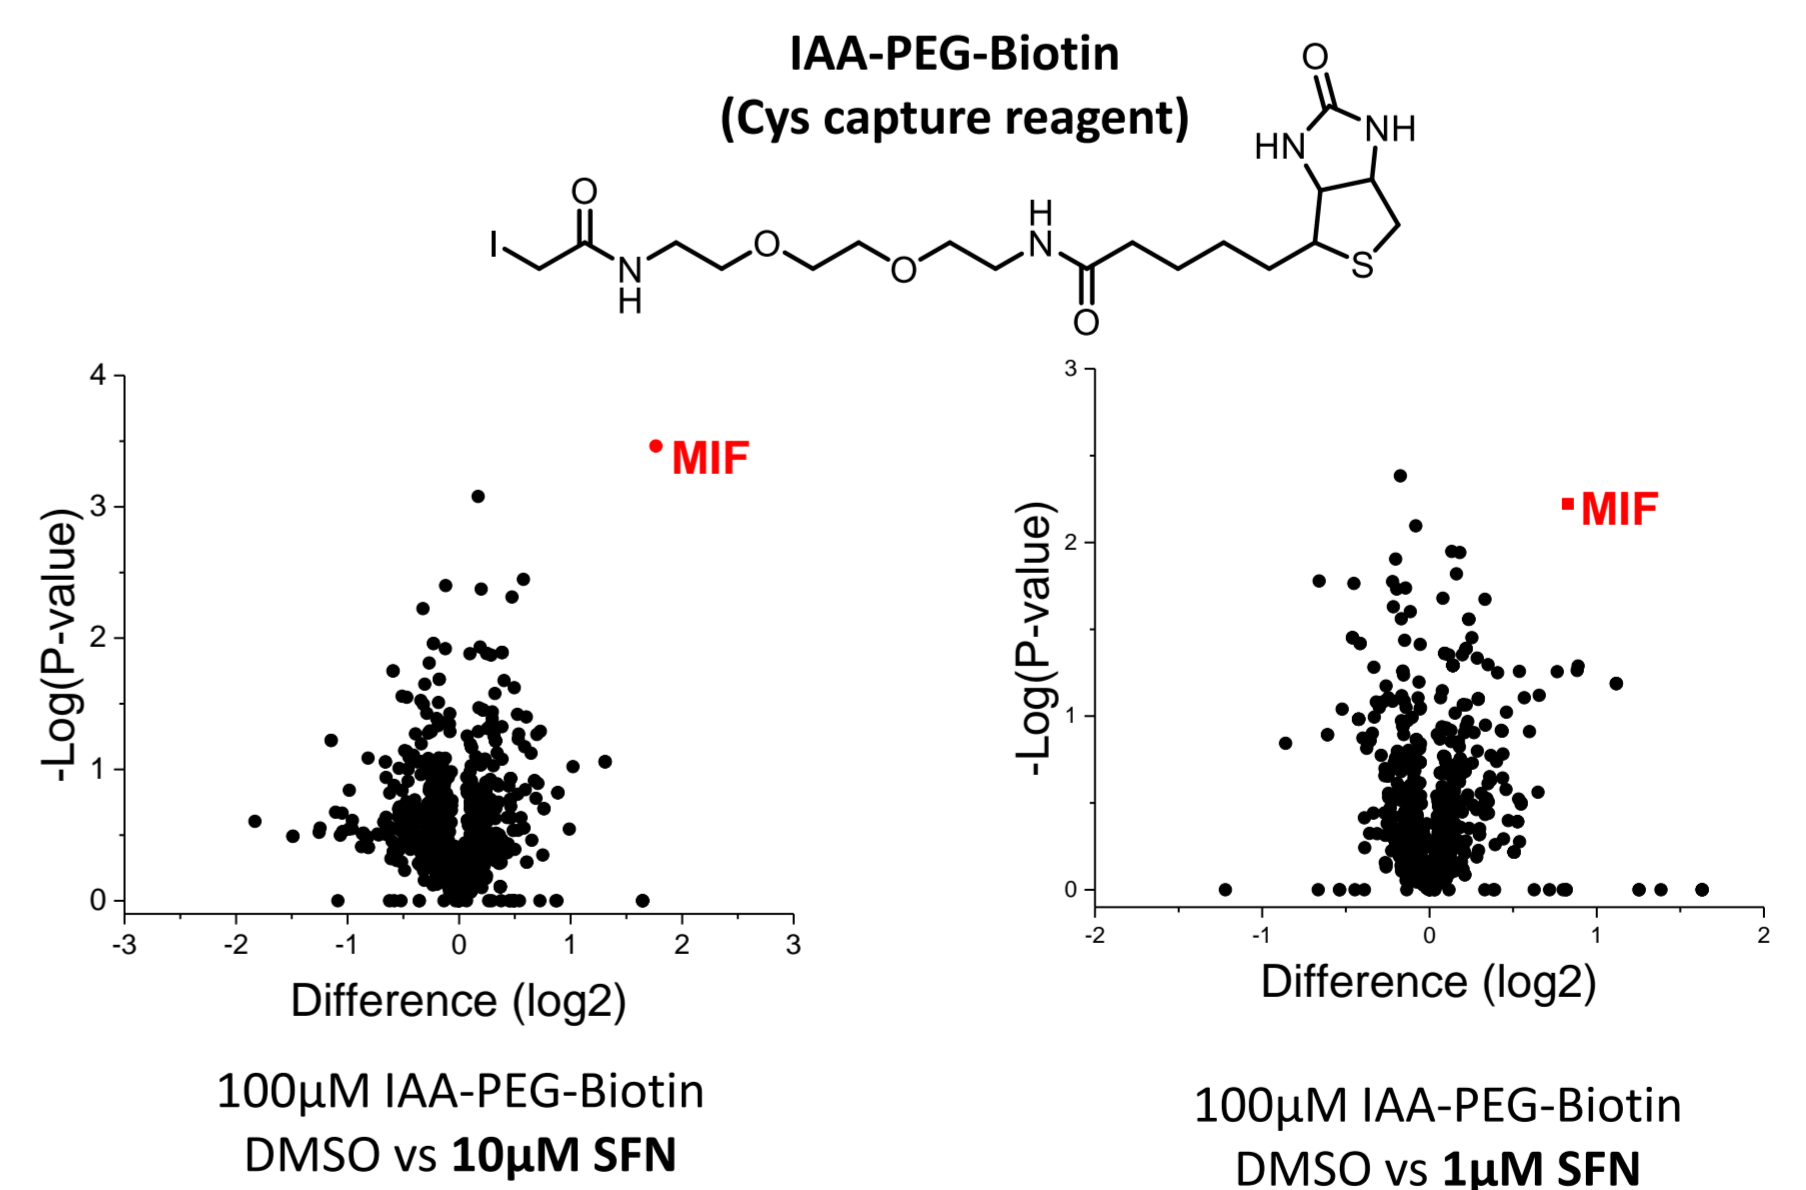 IAA-PEG-Biotin
(Cys capture reagent)
O
HN
NH
S
I
O
N
H
O
O
H
N
O
4
3
2
1
0
-3
-2
-1
0
1
2
3
-Log(P-value)
MIF
Difference (log2)
100µM IAA-PEG-Biotin
DMSO vs 10µM SFN
3
2
1
0
-2
-1
0
1
2
-Log(P-value)
MIF
Difference (log2)
100µM IAA-PEG-Biotin
DMSO vs 1µM SFN